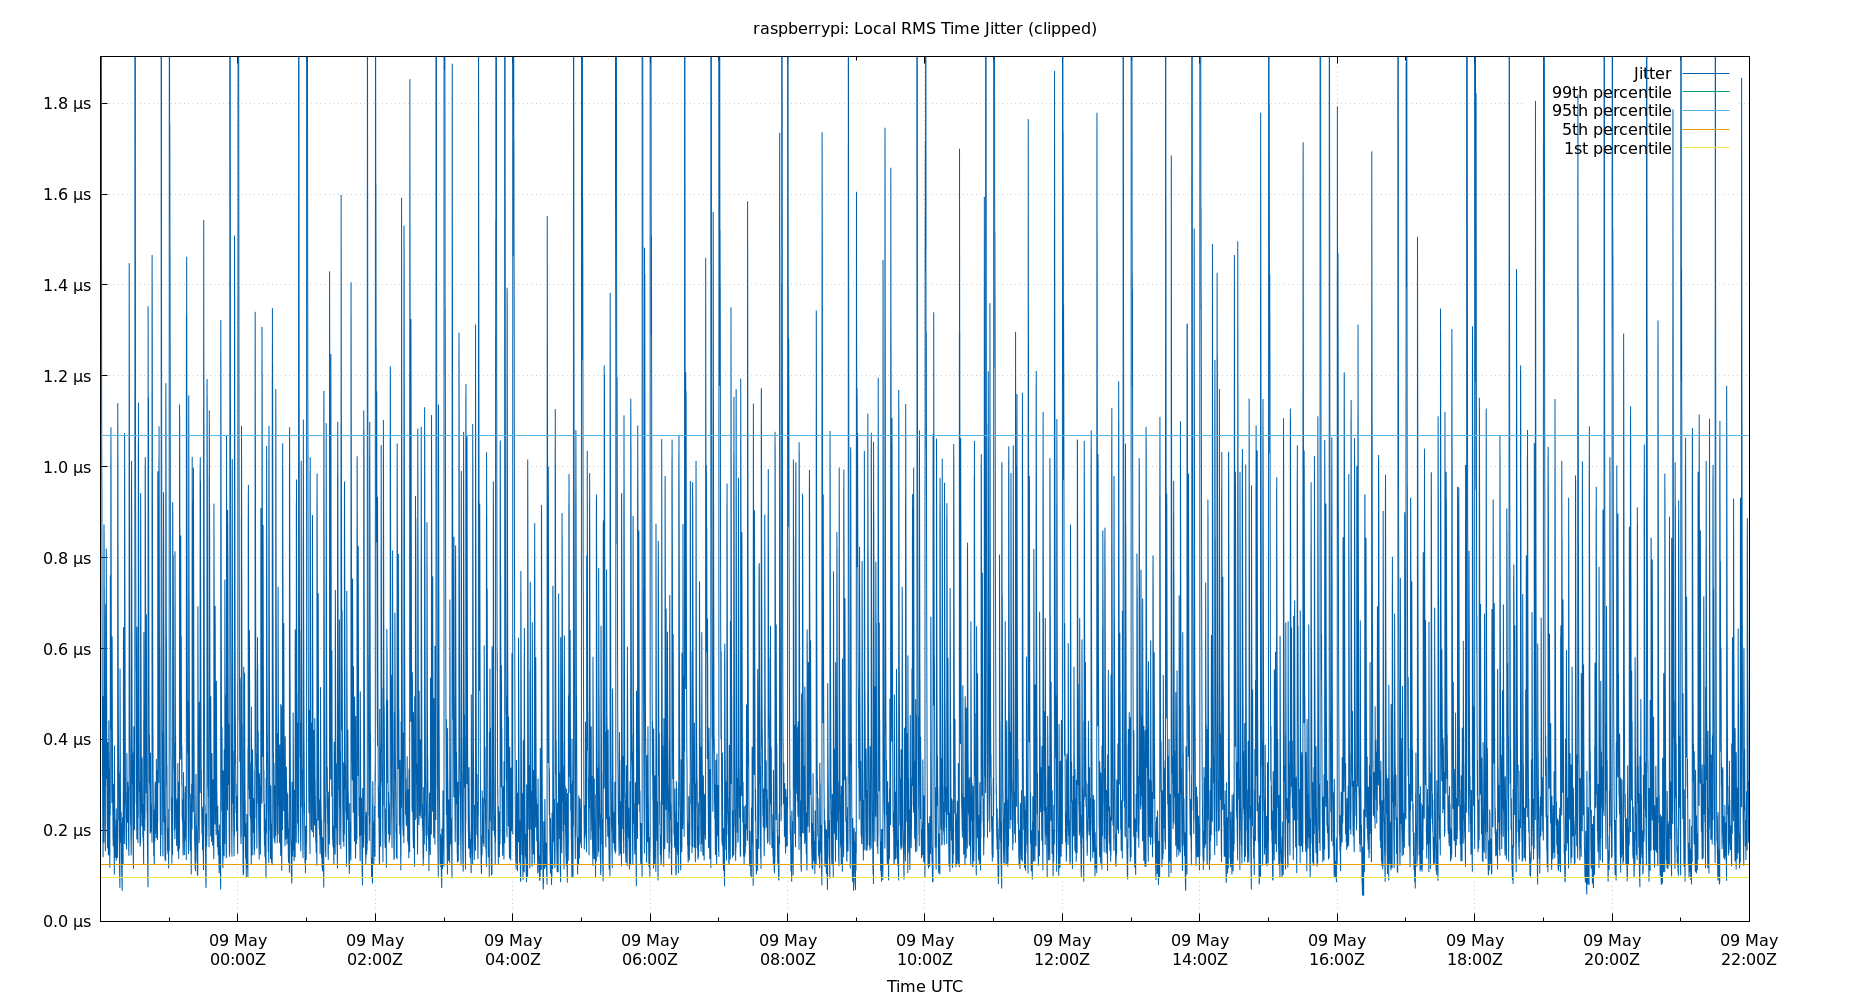 raspberrypi: Local RMS Time Jitter (clipped)
Jitter
99th percentile
95th percentile
5th percentile
1st percentile
1.8 µs
1.6 µs
1.4 µs
1.2 µs
1.0 µs
0.8 µs
0.6 µs
0.4 µs
0.2 µs
0.0 µs
09 May 09 May 09 May 09 May 09 May 09 May 09 May 09 May 09 May 09 May 09 May 09 May
00:00Z 02:00Z 04:00Z 06:00Z 08:00Z 10:00Z 12:00Z 14:00Z 16:00Z 18:00Z 20:00Z 22:00Z
Time UTC